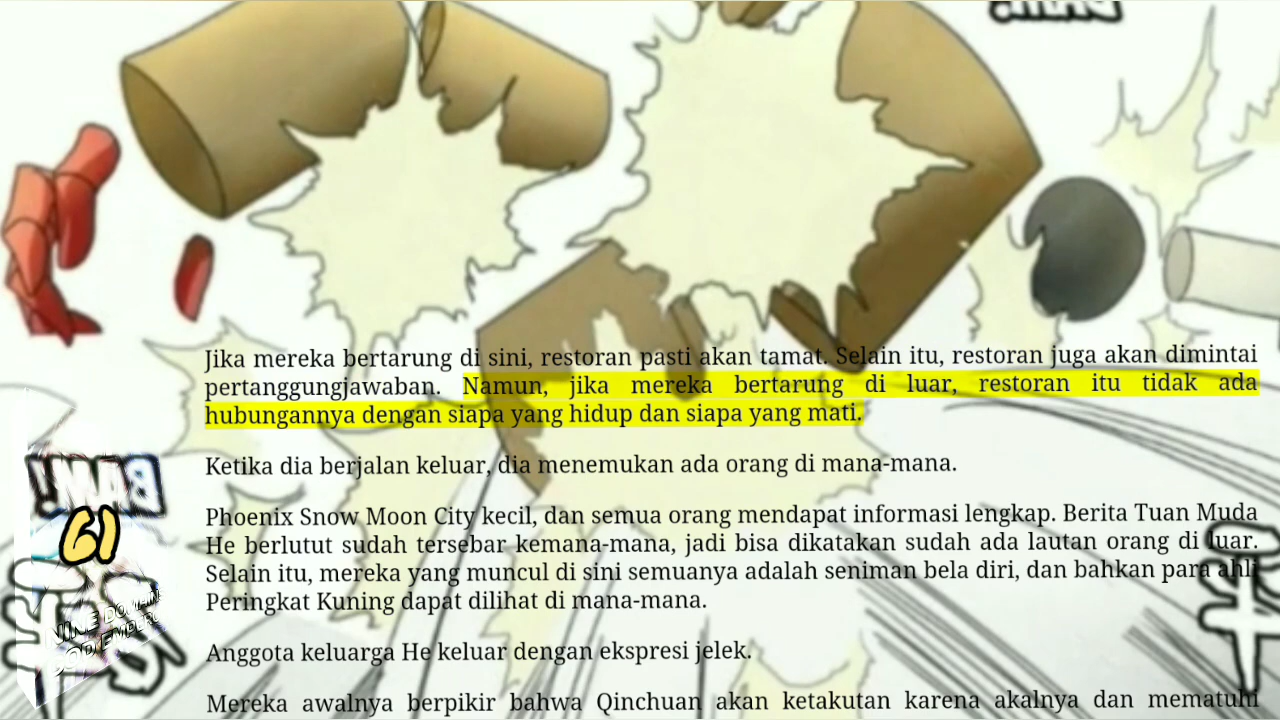 BAM!
Jika mereka bertarung di sini, restoran pasti akan tamat. Selain itu, restoran juga akan dimintai
pertanggungjawaban. Namun, jika mereka bertarung di luar, restoran itu tidak ada
hubungannya dengan siapa yang hidup dan siapa yang mati.
Ketika dia berjalan keluar, dia menemukan ada orang di mana-mana.
BAM!
61
Phoenix Snow Moon City kecil, dan semua orang mendapat informasi lengkap. Berita Tuan Muda
He berlutut sudah tersebar kemana-mana, jadi bisa dikatakan sudah ada lautan orang di luar.
Selain itu, mereka yang muncul di sini semuanya adalah seniman bela diri, dan bahkan para ahli
Peringkat Kuning dapat dilihat di mana-mana.
NINE DOMAIN
Anggota keluarga He keluar dengan ekspresi jelek.
Mereka awalnya berpikir bahwa Qinchuan akan ketakutan karena akalnya dan mematuhi